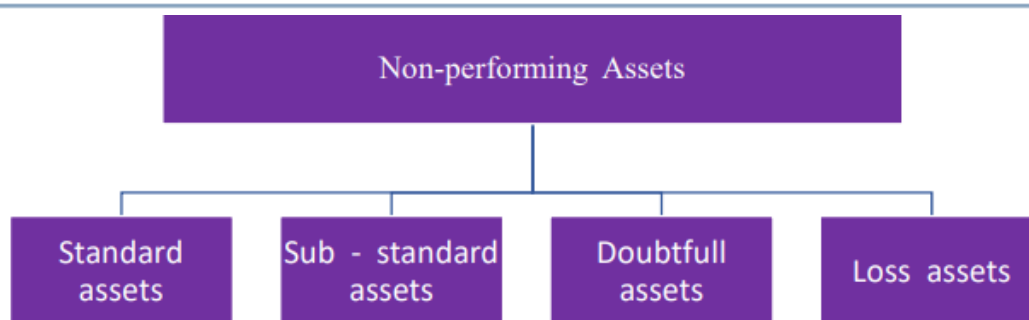 Non-performing Assets
Standard
assets
Sub - standard
assets
Doubtfull
assets
Loss assets